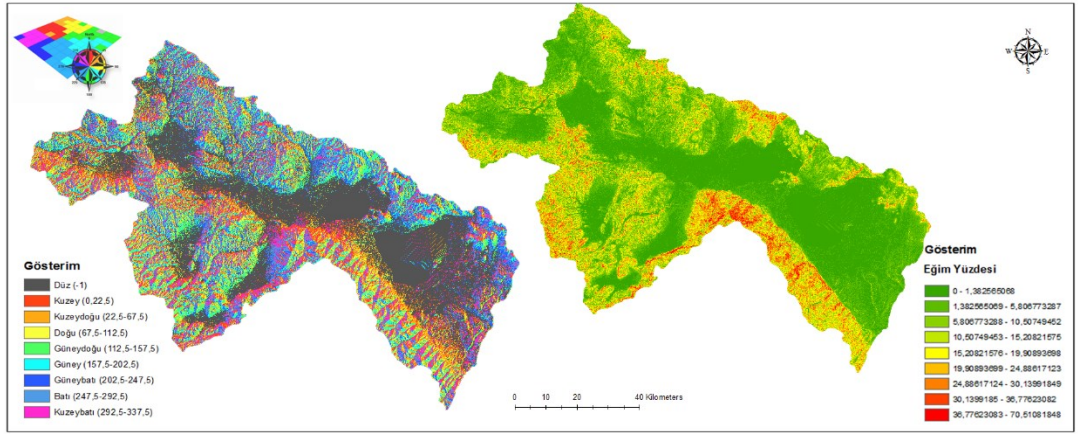 N
W E
S
Gösterim
Düz (-1)
Kuzey (0,22,5)
Kuzeydoğu (22,5-67,5)
Doğu (67,5-112,5)
Güneydoğu (112,5-157,5)
Güney (157,5-202,5)
Güneybatı (202,5-247,5)
Batı (247,5-292,5)
Kuzeybatı (292,5-337,5)
0 5 10 20 30 40 Kilometers
Gösterim
Eğim Yüzdesi
0 - 1,382565068
1,382565069 - 5,806773287
5,806773288 - 10,50749452
10,50749453 - 15,20821575
15,20821576 - 19,90893698
19,90893699 - 24,88617123
24,88617124 - 30,13991849
30,1399185 - 36,77623082
36,77623083 - 70,51081848